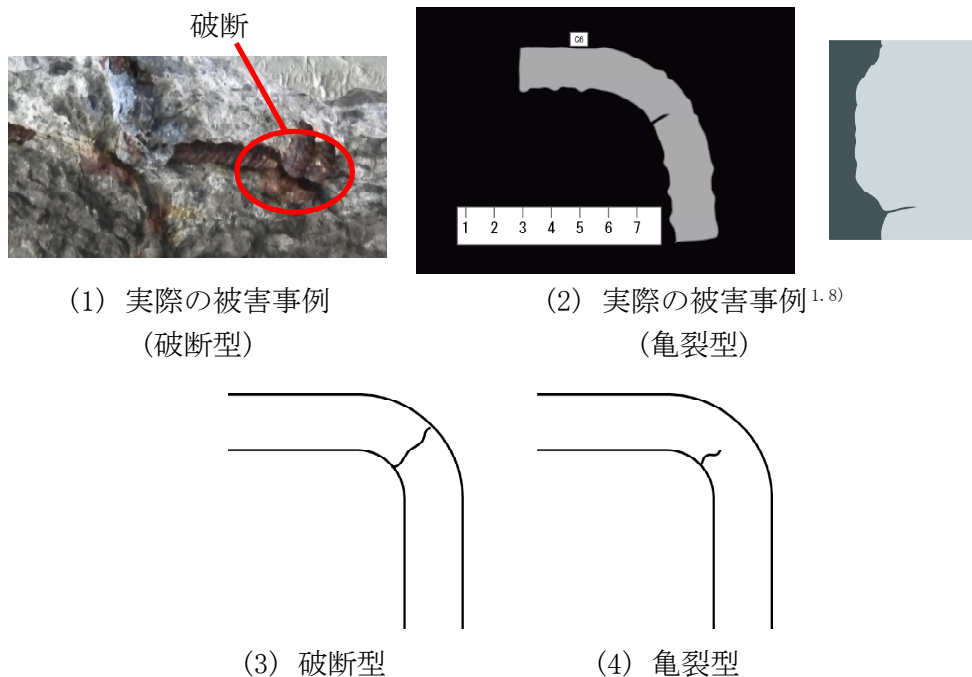 破断
C6
1 2 3 4 5 6 7
(1) 実際の被害事例
(破断型)
(2) 実際の被害事例1.8)
(亀裂型)
(3) 破断型
(4) 亀裂型